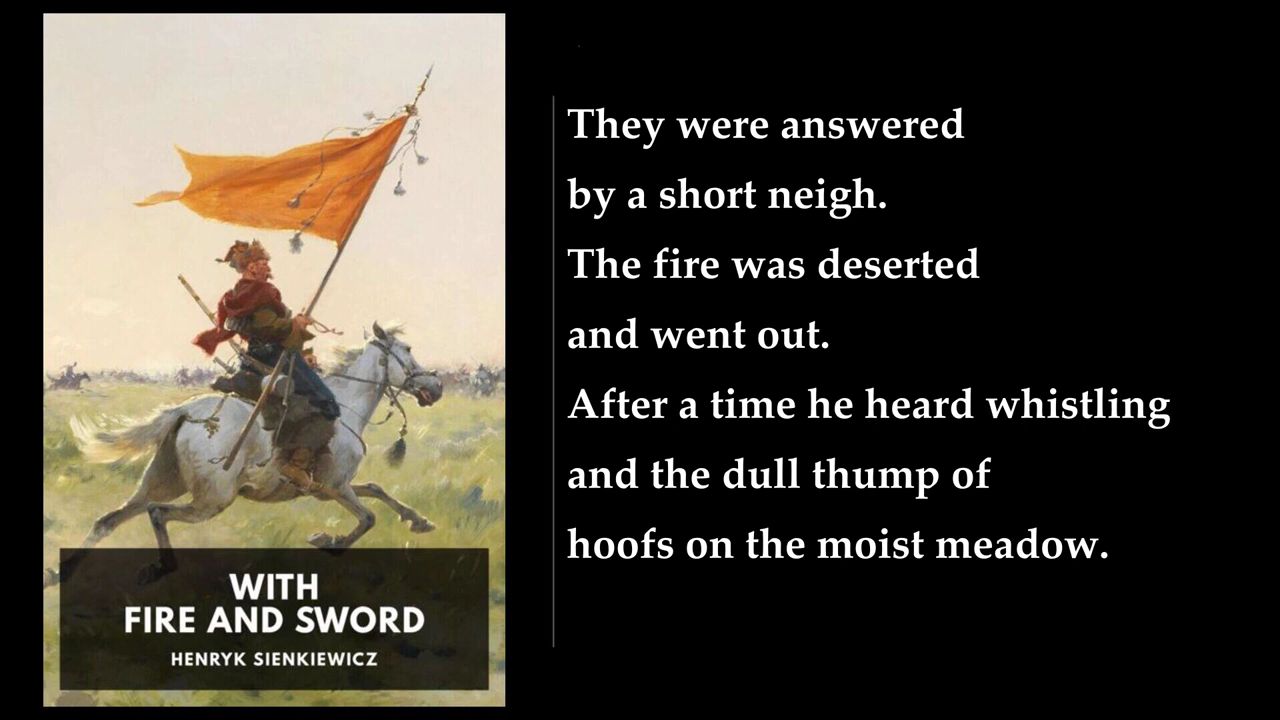 WITH
FIRE AND SWORD
HENRYK SIENKIEWICZ
They were answered
by a short neigh.
The fire was deserted
and went out.
After a time he heard whistling
and the dull thump of
hoofs on the moist meadow.